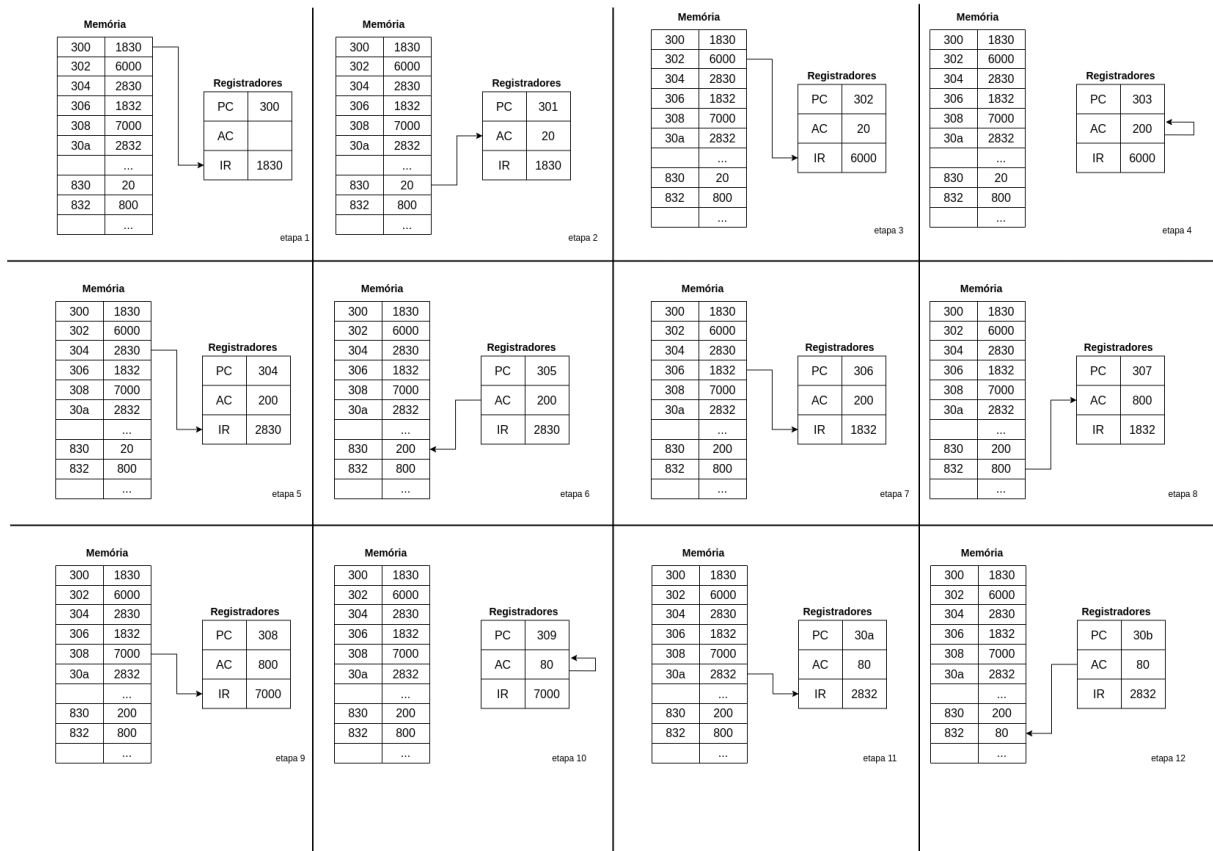 Memória
300 1830
302 6000
304 2830
306 1832
308 7000
30a 2832
...
830 20
832 800
...
Registradores
PC 300
AC
IR 1830
etapa 1
Memória
300 1830
302 6000
304 2830
306 1832
308 7000
30a 2832
...
830 20
832 800
...
Registradores
PC 301
AC 20
IR 1830
etapa 2
Memória
300 1830
302 6000
304 2830
306 1832
308 7000
30a 2832
...
830 20
832 800
...
Registradores
PC 302
AC 20
IR 6000
etapa 3
Memória
300 1830
302 6000
304 2830
306 1832
308 7000
30a 2832
...
830 20
832 800
...
Registradores
PC 303
AC 200
IR 6000
etapa 4
Memória
300 1830
302 6000
304 2830
306 1832
308 7000
30a 2832
...
830 20
832 800
...
Registradores
PC 304
AC 200
IR 2830
etapa 5
Memória
300 1830
302 6000
304 2830
306 1832
308 7000
30a 2832
...
830 200
832 800
...
Registradores
PC 305
AC 200
IR 2830
etapa 6
Memória
300 1830
302 6000
304 2830
306 1832
308 7000
30a 2832
...
830 200
832 800
...
Registradores
PC 306
AC 200
IR 1832
etapa 7
Memória
300 1830
302 6000
304 2830
306 1832
308 7000
30a 2832
...
830 200
832 800
...
Registradores
PC 307
AC 800
IR 1832
etapa 8
Memória
300 1830
302 6000
304 2830
306 1832
308 7000
30a 2832
...
830 200
832 800
...
Registradores
PC 308
AC 800
IR 7000
etapa 9
Memória
300 1830
302 6000
304 2830
306 1832
308 7000
30a 2832
...
830 200
832 800
...
Registradores
PC 309
AC 80
IR 7000
etapa 10
Memória
300 1830
302 6000
304 2830
306 1832
308 7000
30a 2832
...
830 200
832 800
...
Registradores
PC 30a
AC 80
IR 2832
etapa 11
Memória
300 1830
302 6000
304 2830
306 1832
308 7000
30a 2832
...
830 200
832 80
...
Registradores
PC 30b
AC 80
IR 2832
etapa 12